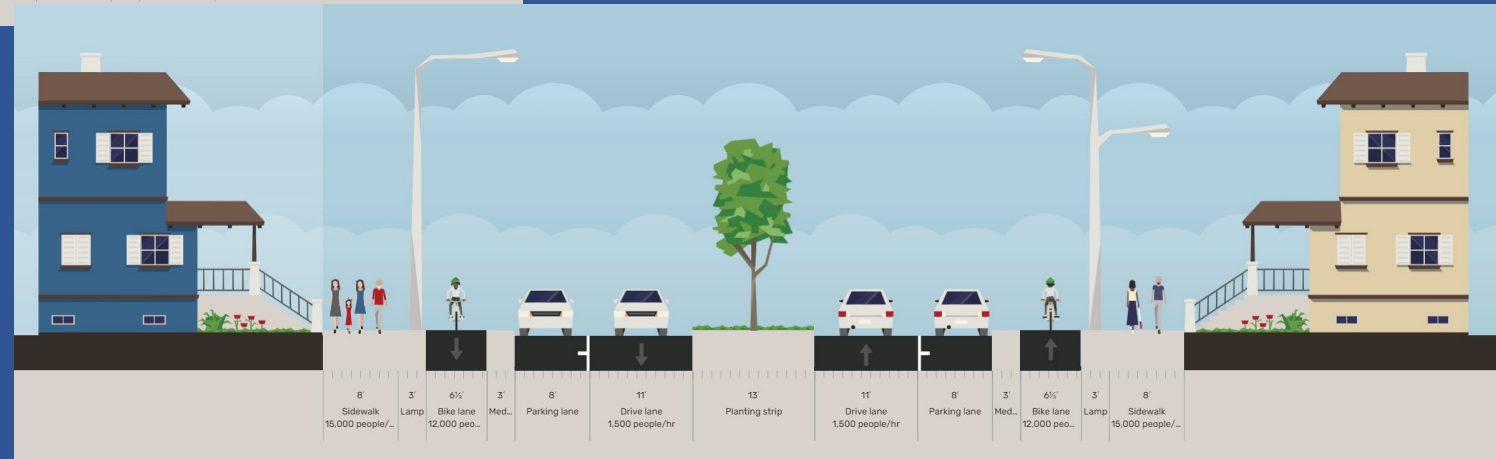 8'
Sidewalk
15,000 people/...
3'
Lamp
6½'
Bike lane
12,000 peo...
3'
Med...
8'
Parking lane
11'
Drive lane
1,500 people/hr
13'
Planting strip
11'
Drive lane
1,500 people/hr
8'
Parking lane
3'
Med...
6½'
Bike lane
12,000 peo...
3'
Lamp
8'
Sidewalk
15,000 people/...